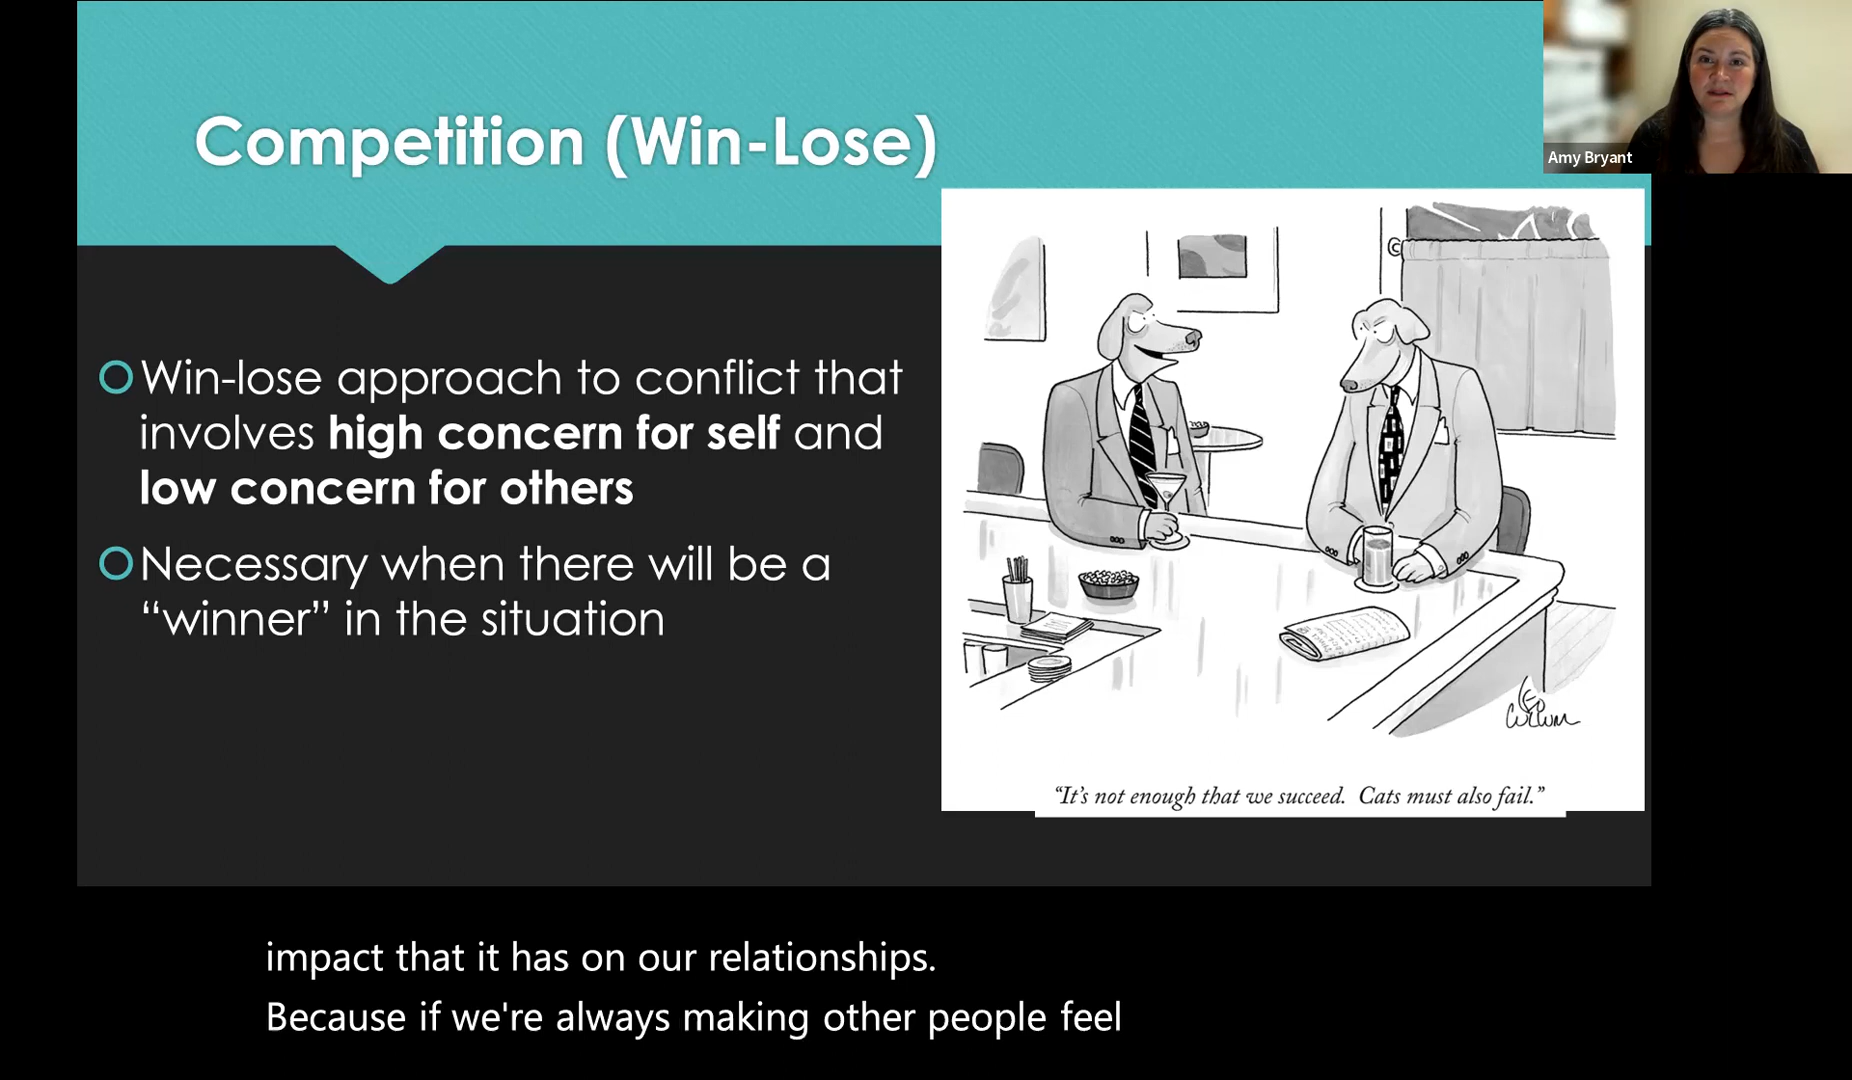 Competition (Win-Lose)
Amy Bryant
Win-lose approach to conflict that
involves high concern for self and
low concern for others
Necessary when there will be a
“winner” in the situation
“It’s not enough that we succeed. Cats must also fail.”
impact that it has on our relationships.
Because if we're always making other people feel